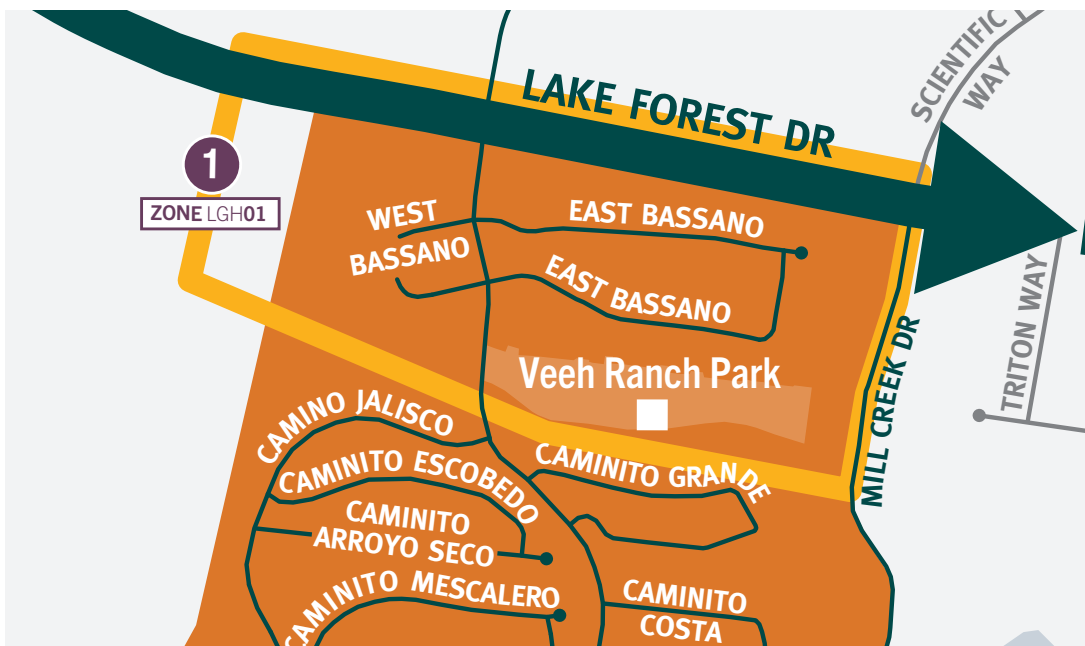 SCIENTIFIC
WAY
LAKE FOREST DR
1
ZONE LGH01
WEST
BASSANO
EAST BASSANO
EAST BASSANO
TRITON WAY
MILL CREEK DR
Veeh Ranch Park
CAMINO JALISCO
CAMINITO ESCOBEDO
CAMINITO GRANDE
CAMINITO
ARROYO SECO
CAMINITO MESCALERO
CAMINITO
COSTA